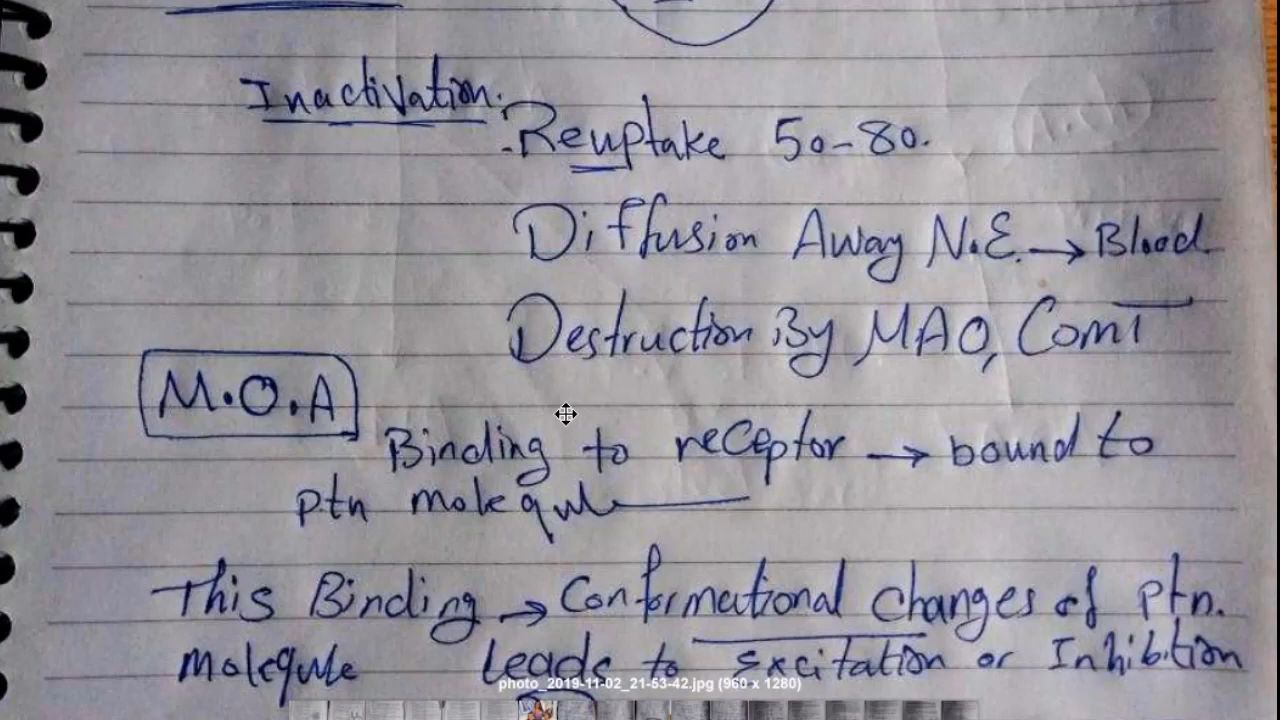 Inactivation:
- Reuptake 50-80.
Diffusion Away N.E. → Blood
Destruction By MAO, Comt
M.O.A
Binding to receptor → bound to
ptn molequle
This Binding → Conformational changes of ptn.
molequle Leads to excitation or Inhibition
photo_2019-11-02_21-53-42.jpg (960 x 1280)